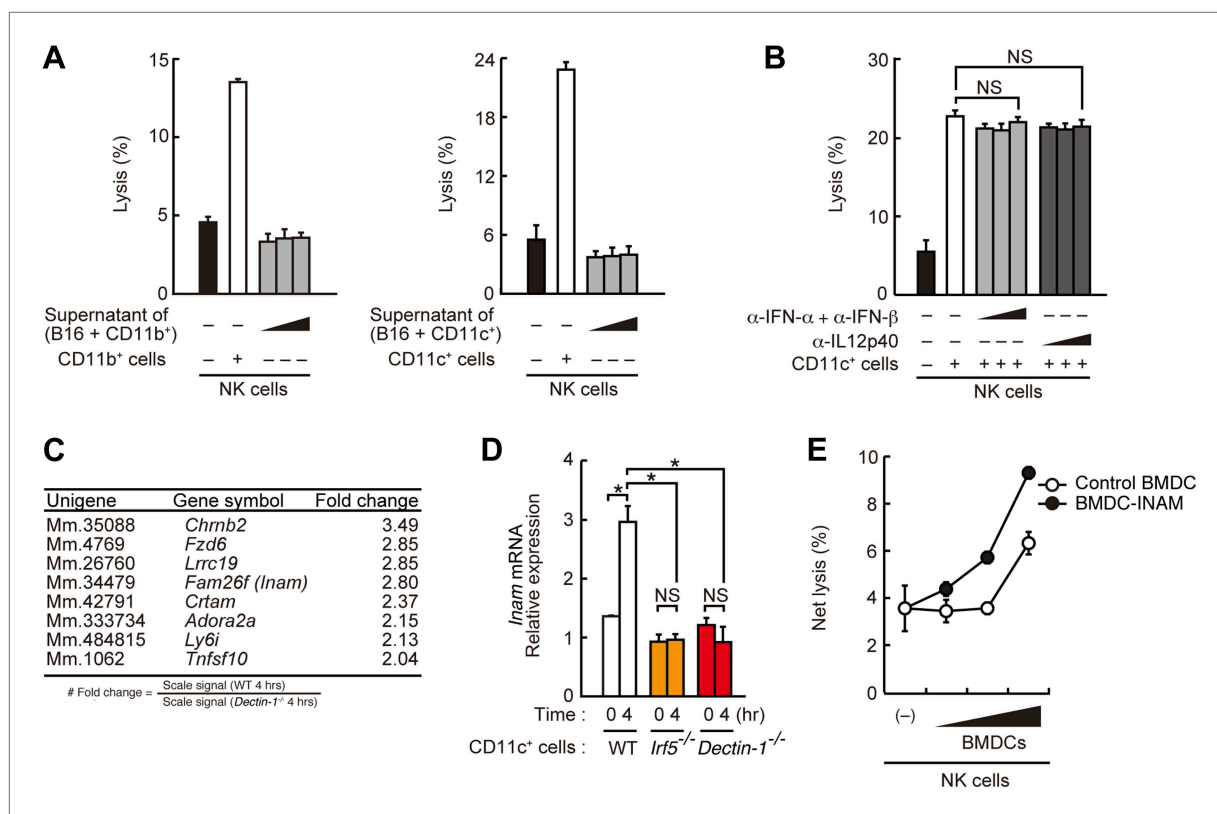 A
15
10
5
0
Lysis (%)
Supernatant of
(B16 + CD11b⁺)
– –
CD11b⁺ cells
– + – – –
NK cells
24
18
12
6
0
Lysis (%)
Supernatant of
(B16 + CD11c⁺)
– –
CD11c⁺ cells
– + – – –
NK cells
B
NS
NS
30
20
10
0
Lysis (%)
α-IFN-α + α-IFN-β – – – – –
α-IL12p40 – – – – –
CD11c⁺ cells – + + + + + + +
NK cells
C
Unigene Gene symbol Fold change
Mm.35088 Chrnb2 3.49
Mm.4769 Fzd6 2.85
Mm.26760 Lrrc19 2.85
Mm.34479 Fam26f (Inam) 2.80
Mm.42791 Crtam 2.37
Mm.333734 Adora2a 2.15
Mm.484815 Ly6i 2.13
Mm.1062 Tnfsf10 2.04
# Fold change = Scale signal (WT 4 hrs)
Scale signal (Dectin-1⁻/⁻ 4 hrs)
D
4
3
2
1
0
Inam mRNA
Relative expression
*
*
*
NS NS
Time : 0 4 0 4 0 4 (hr)
CD11c⁺ cells : WT Irf5⁻/⁻ Dectin-1⁻/⁻
E
10
8
6
4
2
0
Net lysis (%)
Control BMDC
BMDC-INAM
(–)
BMDCs
NK cells